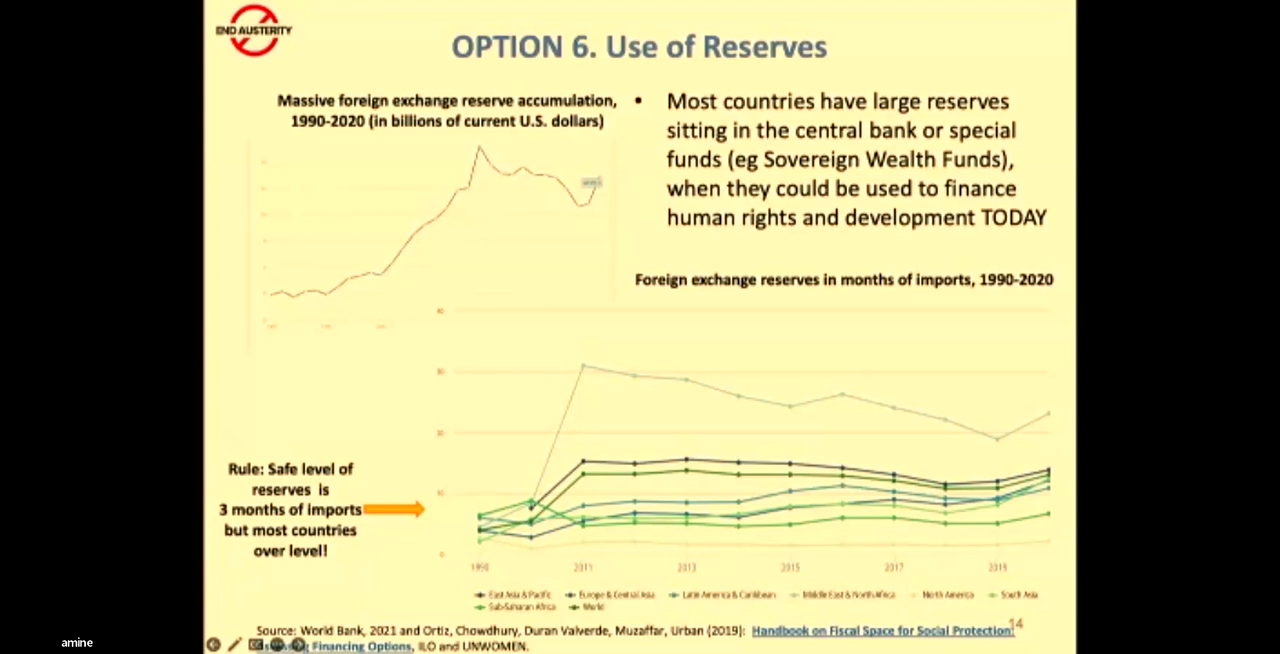 END AUSTERITY
OPTION 6. Use of Reserves
Massive foreign exchange reserve accumulation,
1990-2020 (in billions of current U.S. dollars)
• Most countries have large reserves
sitting in the central bank or special
funds (eg Sovereign Wealth Funds),
when they could be used to finance
human rights and development TODAY
Foreign exchange reserves in months of imports, 1990-2020
Rule: Safe level of
reserves is
3 months of imports
but most countries
over level!
40
30
20
10
0
1990 2011 2013 2015 2017 2019
East Asia & Pacific Europe & Central Asia Latin America & Caribbean Middle East & North Africa North America South Asia
Sub-Saharan Africa World
14
Source: World Bank, 2021 and Ortiz, Chowdhury, Duran Valverde, Muzaffar, Urban (2019): Handbook on Fiscal Space for Social Protection:
Financing Options, ILO and UNWOMEN.
amine